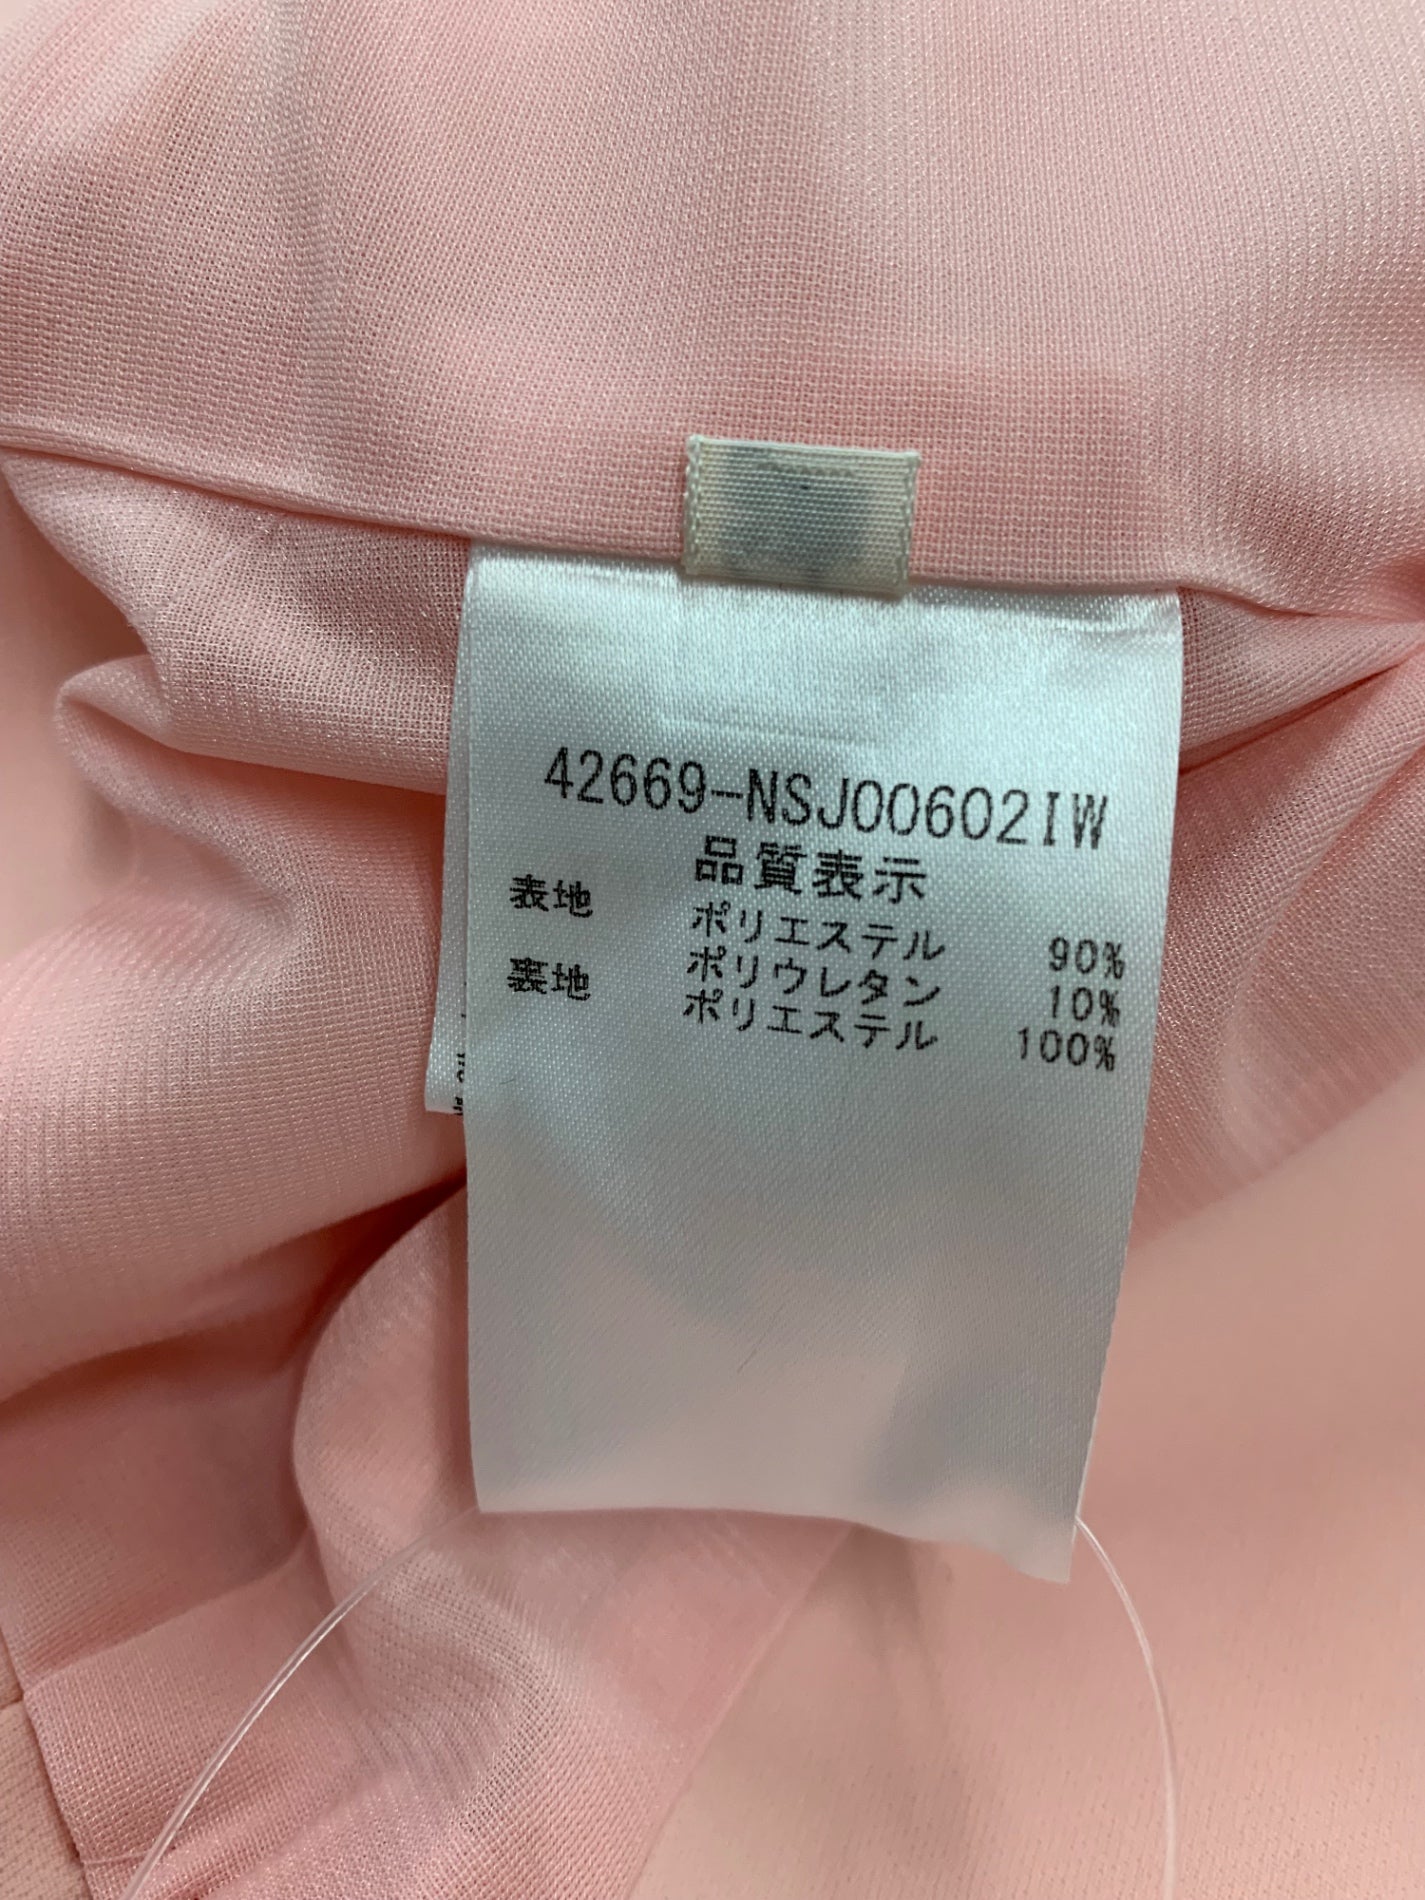 42669-NSJ00602IW
品質表示
表地 ポリエステル 90%
ポリウレタン 10%
裏地 ポリエステル 100%